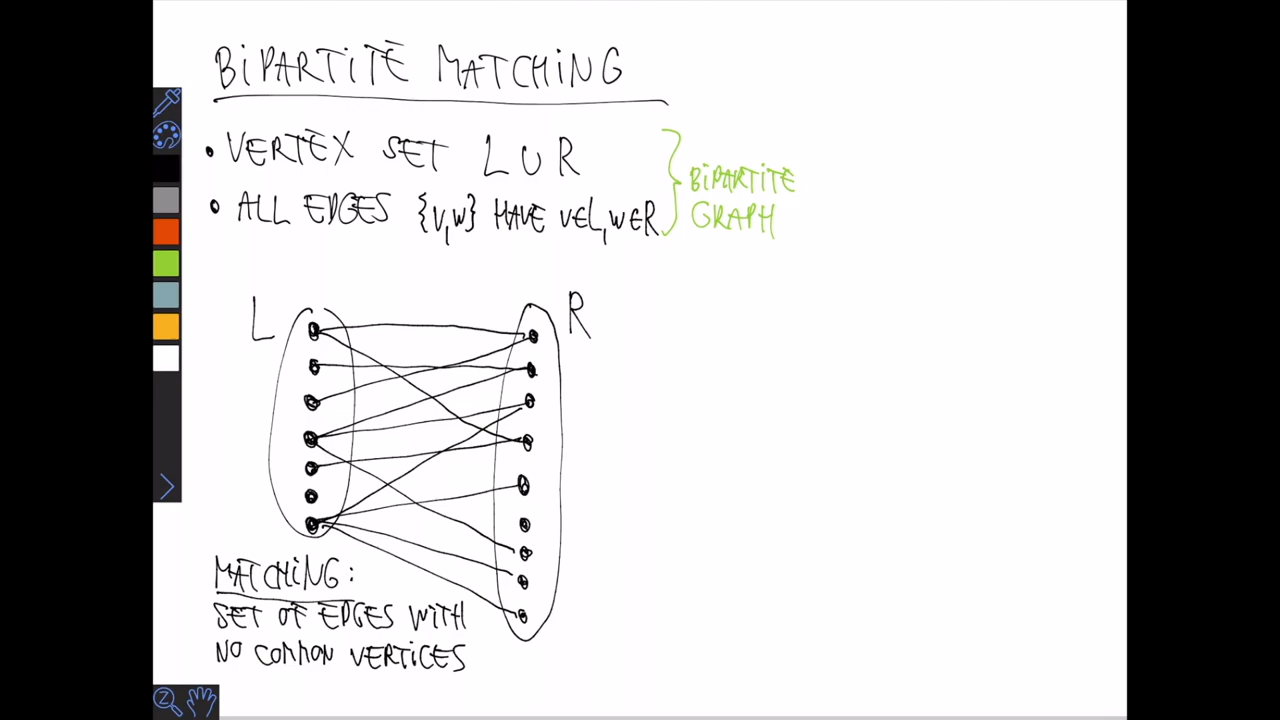 BiPARTiTE MATCHiNG
• VERTEX SET L ∪ R
• ALL EDGES {v,w} HAVE v∈L, w∈R
BiPARTiTE
GRAPH
L
R
MATCHiNG:
SET OF EDGES WiTH
NO COMMON VERTiCES
Z